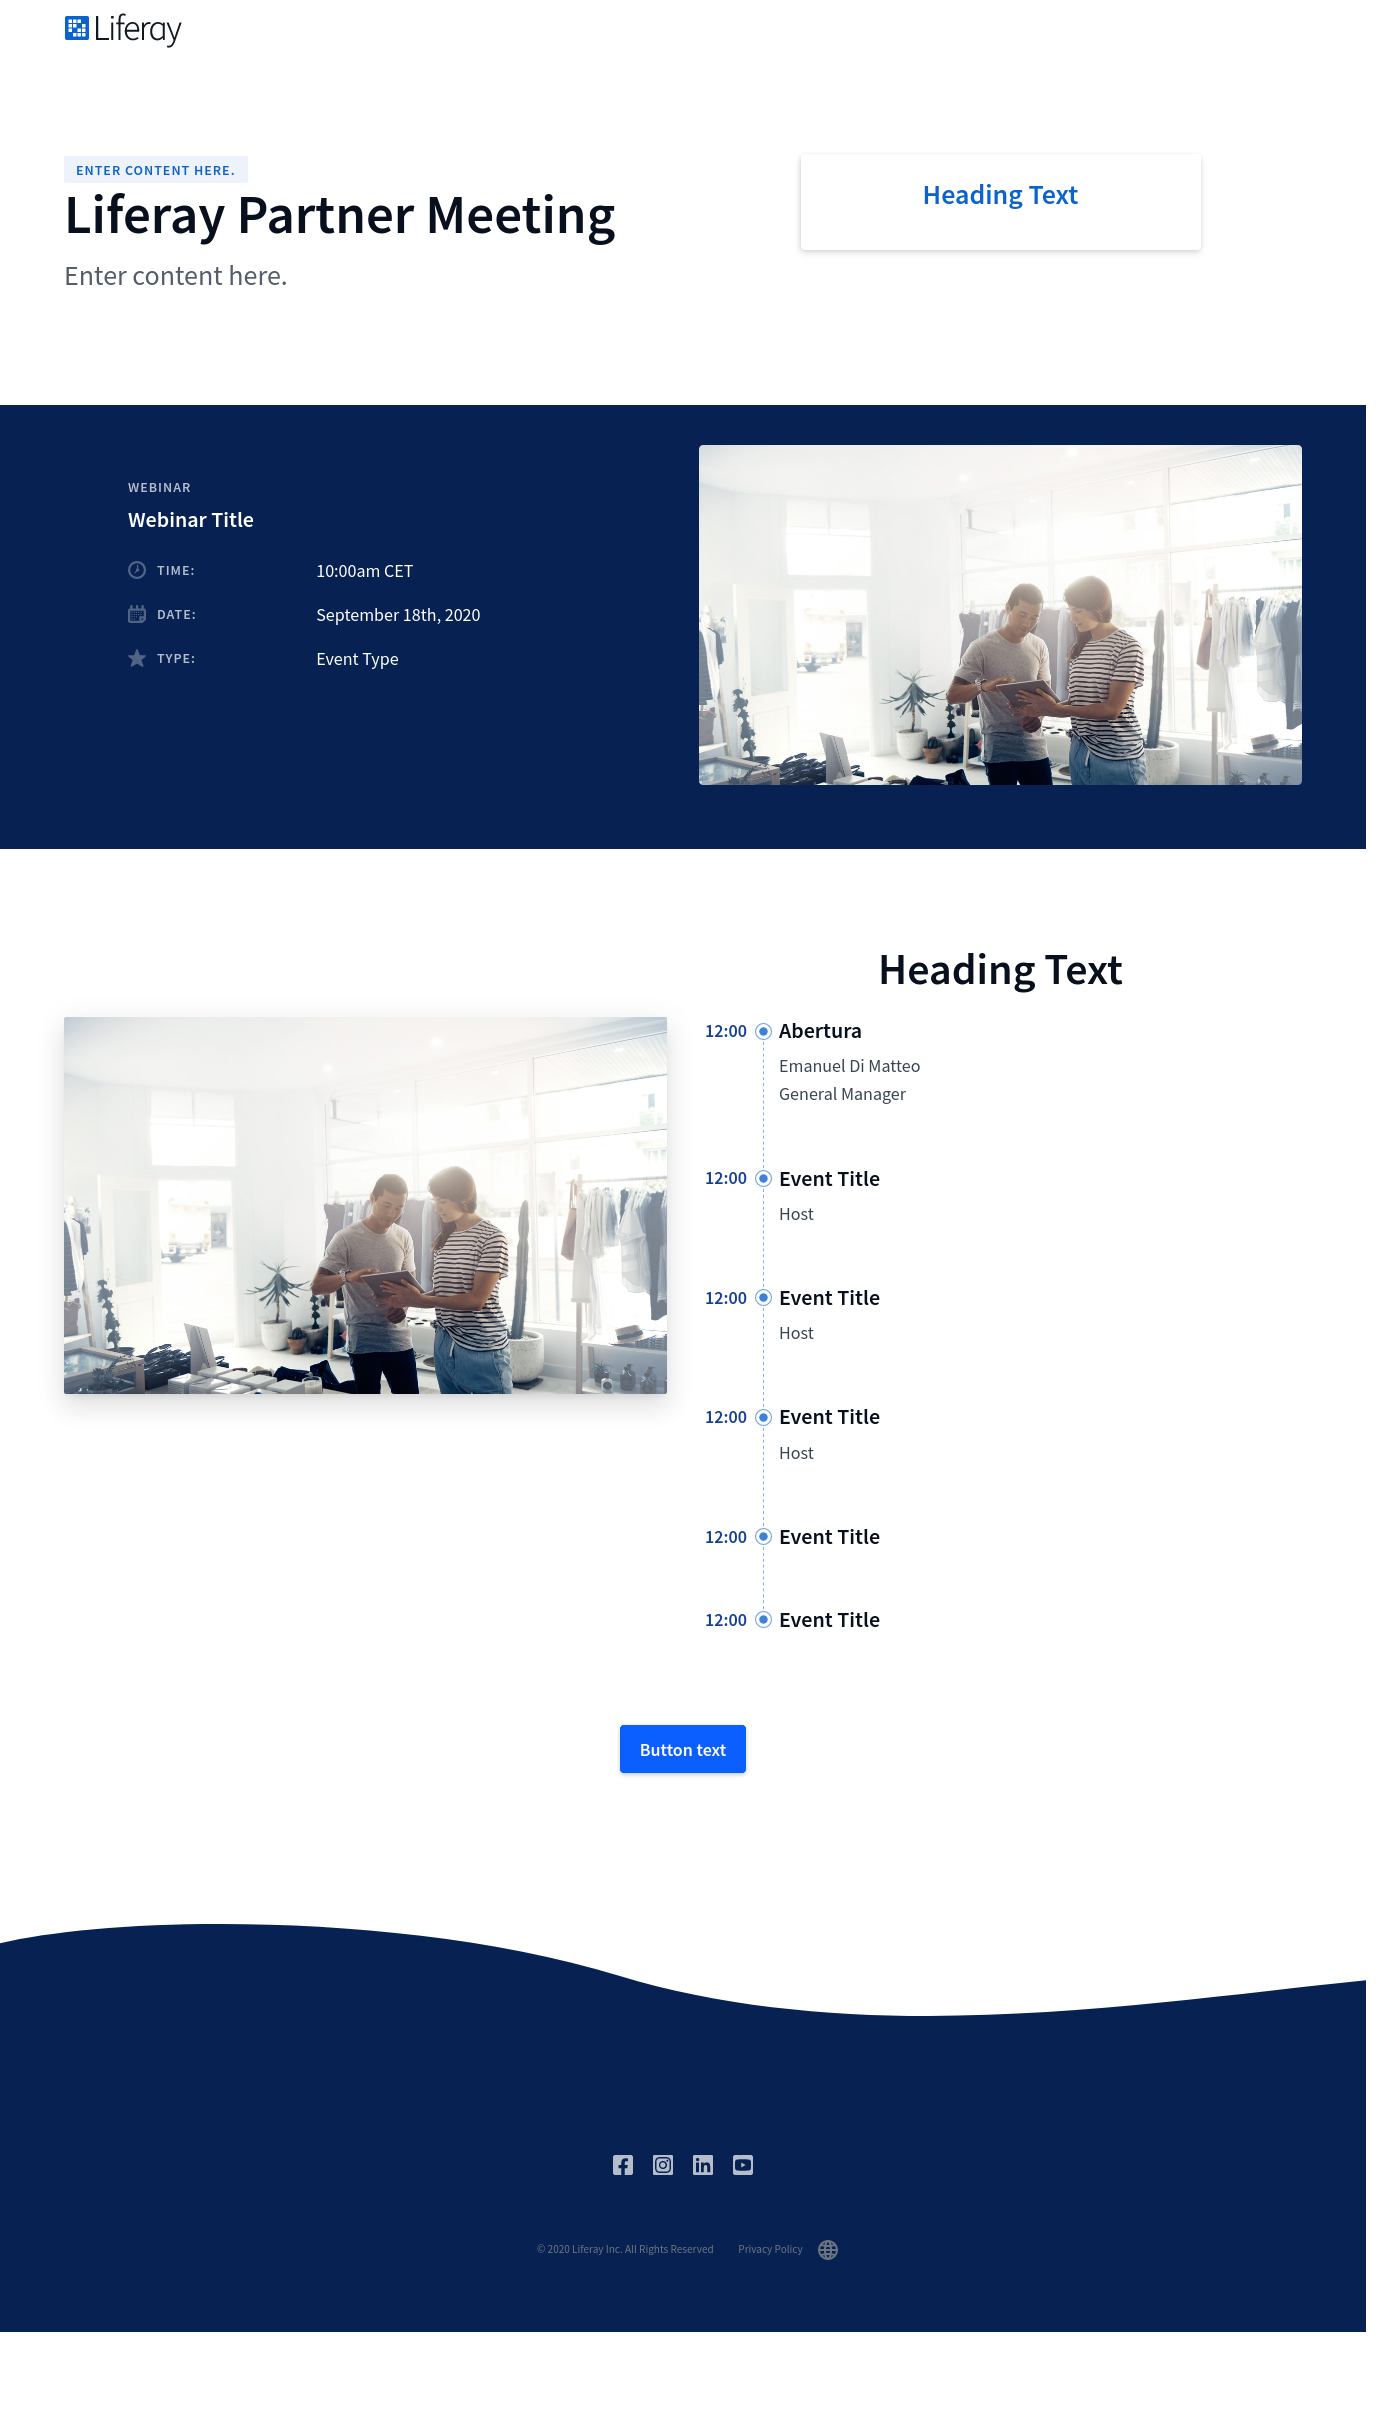 Liferay
ENTER CONTENT HERE.
Liferay Partner Meeting
Enter content here.
Heading Text
WEBINAR
Webinar Title
TIME: 10:00am CET
DATE: September 18th, 2020
TYPE: Event Type
Heading Text
12:00 Abertura
Emanuel Di Matteo
General Manager
12:00 Event Title
Host
12:00 Event Title
Host
12:00 Event Title
Host
12:00 Event Title
12:00 Event Title
Button text
© 2020 Liferay Inc. All Rights Reserved Privacy Policy